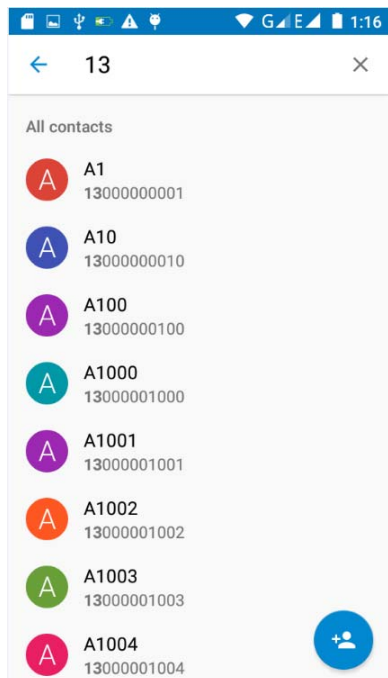 G E 1:16
13
All contacts
A A1
13000000001
A A10
13000000010
A A100
13000000100
A A1000
13000001000
A A1001
13000001001
A A1002
13000001002
A A1003
13000001003
A A1004
13000001004